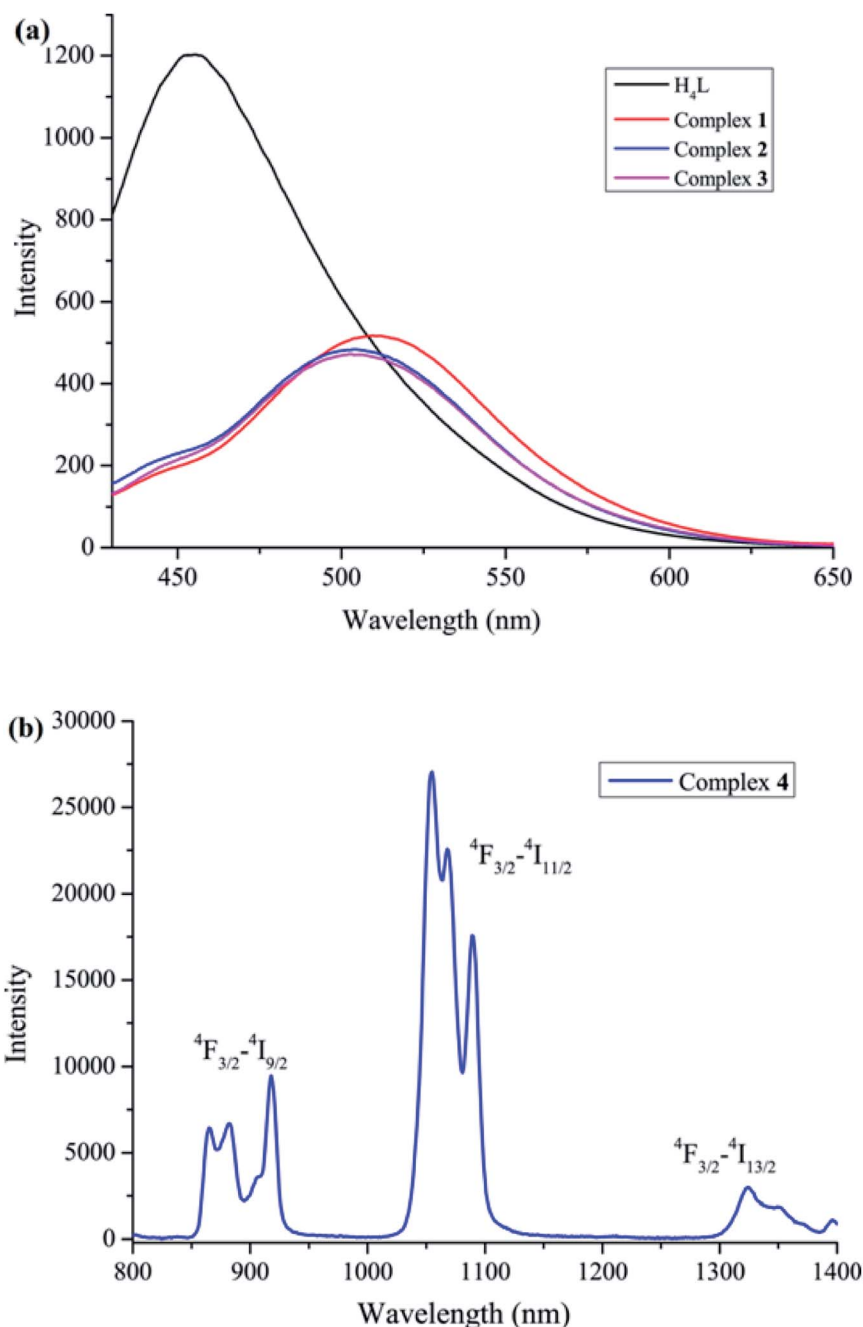 (a)
1200
1000
800
600
400
200
0
Intensity
H₄L
Complex 1
Complex 2
Complex 3
450 500 550 600 650
Wavelength (nm)
(b)
30000
25000
20000
15000
10000
5000
0
Intensity
Complex 4
⁴F₃/₂-⁴I₁₁/₂
⁴F₃/₂-⁴I₉/₂
⁴F₃/₂-⁴I₁₃/₂
800 900 1000 1100 1200 1300 1400
Wavelength (nm)